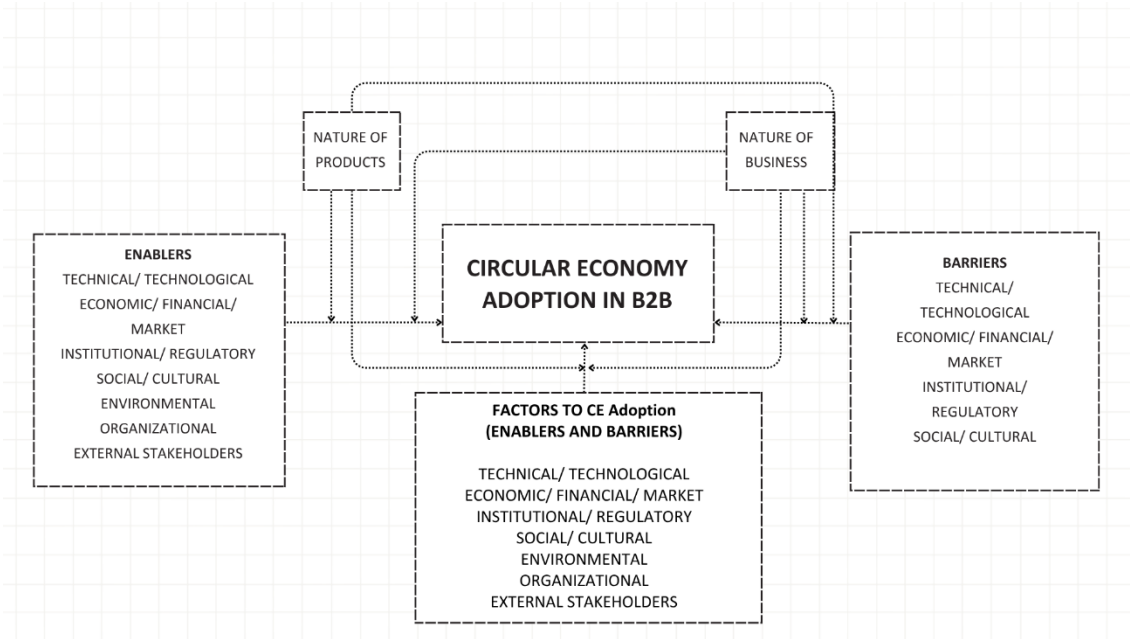 NATURE OF
PRODUCTS
NATURE OF
BUSINESS
ENABLERS
TECHNICAL/ TECHNOLOGICAL
ECONOMIC/ FINANCIAL/
MARKET
INSTITUTIONAL/ REGULATORY
SOCIAL/ CULTURAL
ENVIRONMENTAL
ORGANIZATIONAL
EXTERNAL STAKEHOLDERS
CIRCULAR ECONOMY
ADOPTION IN B2B
BARRIERS
TECHNICAL/
TECHNOLOGICAL
ECONOMIC/ FINANCIAL/
MARKET
INSTITUTIONAL/
REGULATORY
SOCIAL/ CULTURAL
FACTORS TO CE Adoption
(ENABLERS AND BARRIERS)
TECHNICAL/ TECHNOLOGICAL
ECONOMIC/ FINANCIAL/ MARKET
INSTITUTIONAL/ REGULATORY
SOCIAL/ CULTURAL
ENVIRONMENTAL
ORGANIZATIONAL
EXTERNAL STAKEHOLDERS